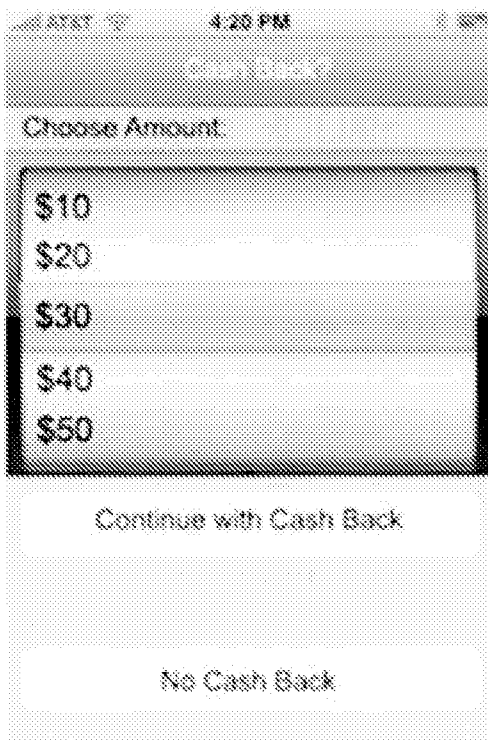 AT&T 4:20 PM
Cash Back?
Choose Amount:
$10
$20
$30
$40
$50
Continue with Cash Back
No Cash Back